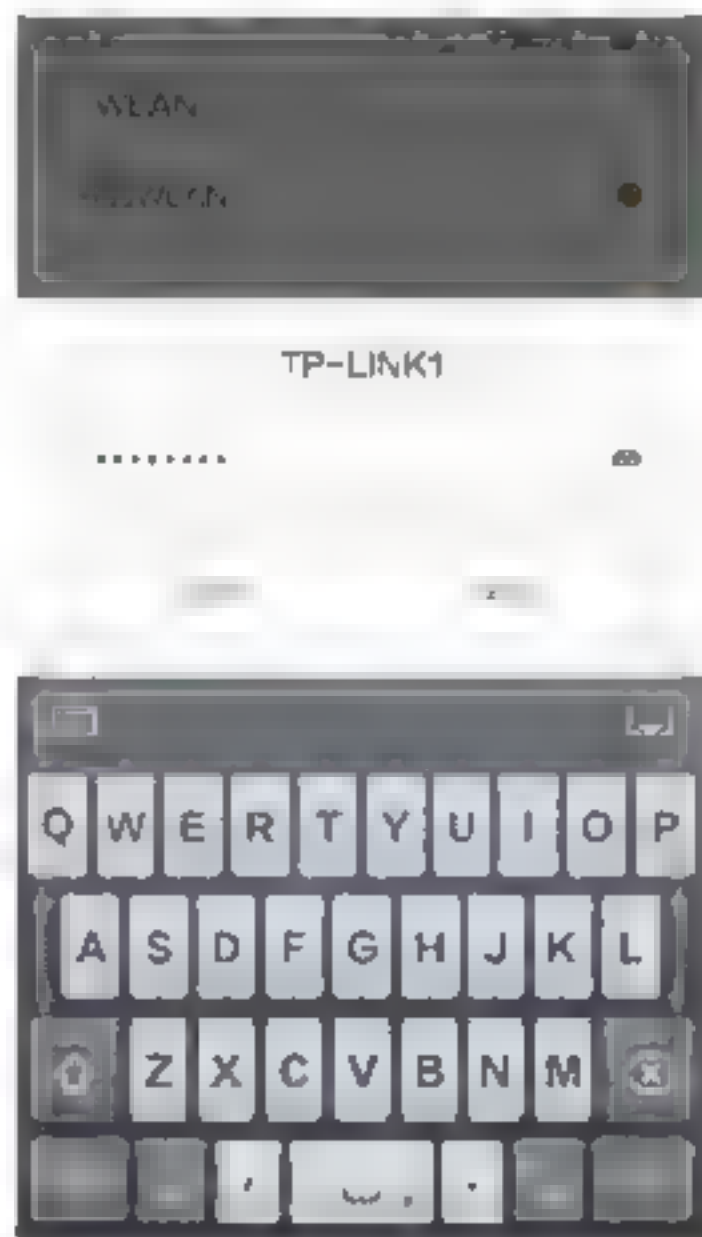 WLAN
TP-LINK1
••••••••
Q W E R T Y U I O P
A S D F G H J K L
Z X C V B N M
, .